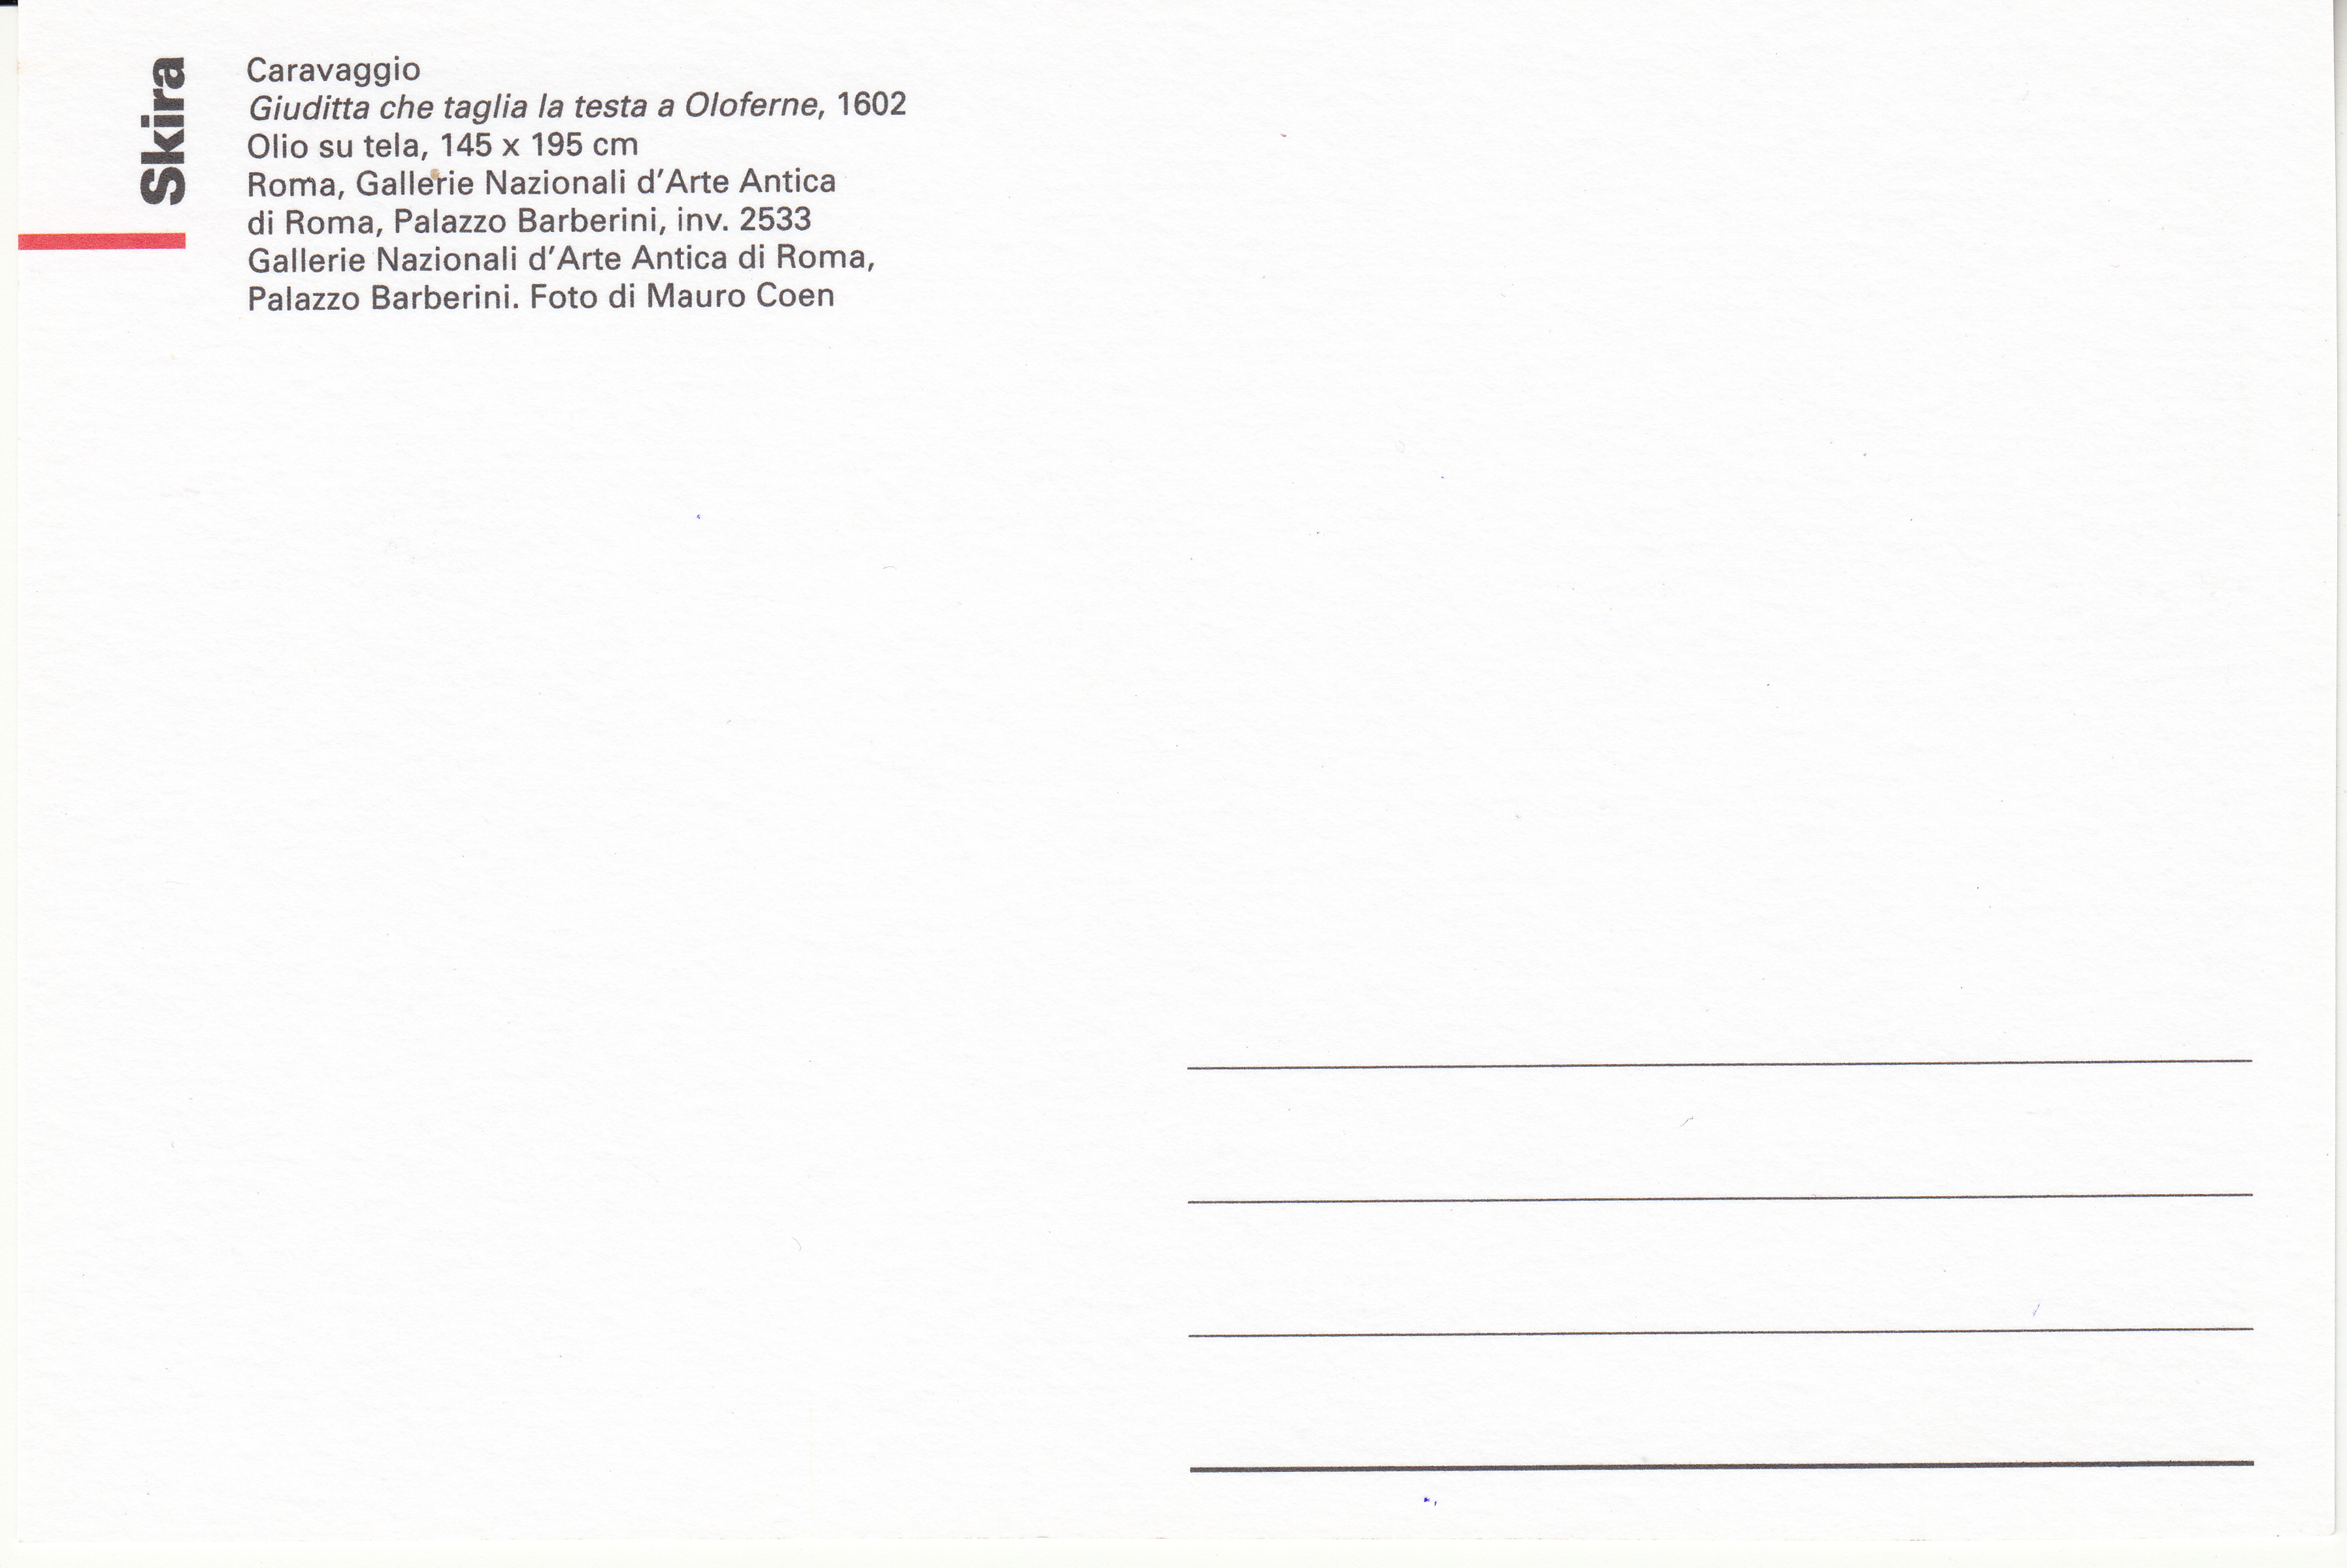 Skira
Caravaggio
Giuditta che taglia la testa a Oloferne, 1602
Olio su tela, 145 x 195 cm
Roma, Gallerie Nazionali d'Arte Antica
di Roma, Palazzo Barberini, inv. 2533
Gallerie Nazionali d'Arte Antica di Roma,
Palazzo Barberini. Foto di Mauro Coen